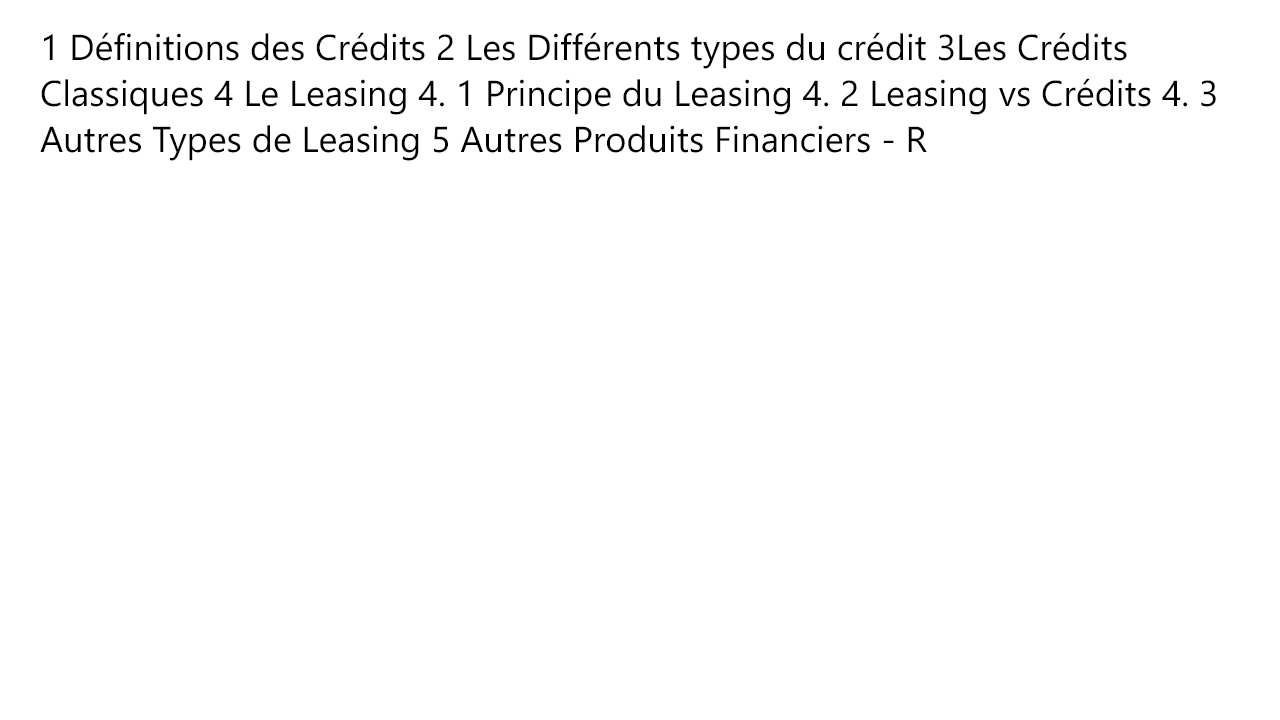 1 Définitions des Crédits 2 Les Différents types du crédit 3Les Crédits
Classiques 4 Le Leasing 4. 1 Principe du Leasing 4. 2 Leasing vs Crédits 4. 3
Autres Types de Leasing 5 Autres Produits Financiers - R